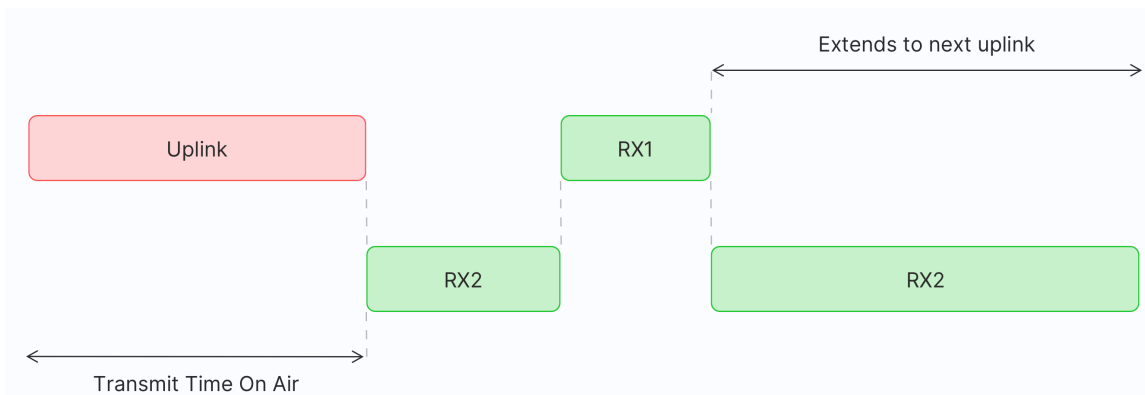 Extends to next uplink
Uplink
RX1
RX2
RX2
Transmit Time On Air